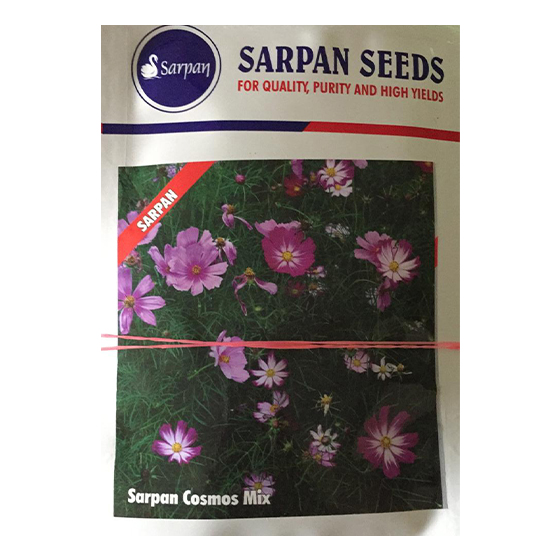 Sarpan
SARPAN SEEDS
FOR QUALITY, PURITY AND HIGH YIELDS
SARPAN
Sarpan Cosmos Mix